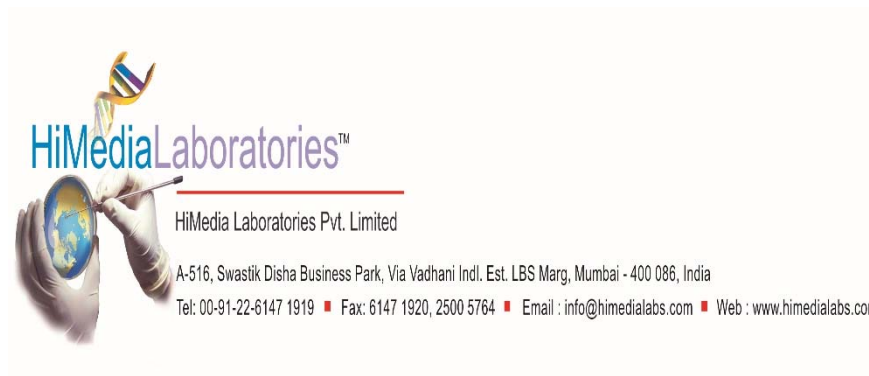 HiMediaLaboratories™
HiMedia Laboratories Pvt. Limited
A-516, Swastik Disha Business Park, Via Vadhani Indl. Est. LBS Marg, Mumbai - 400 086, India
Tel: 00-91-22-6147 1919 ■ Fax: 6147 1920, 2500 5764 ■ Email : info@himedialabs.com ■ Web : www.himedialabs.co